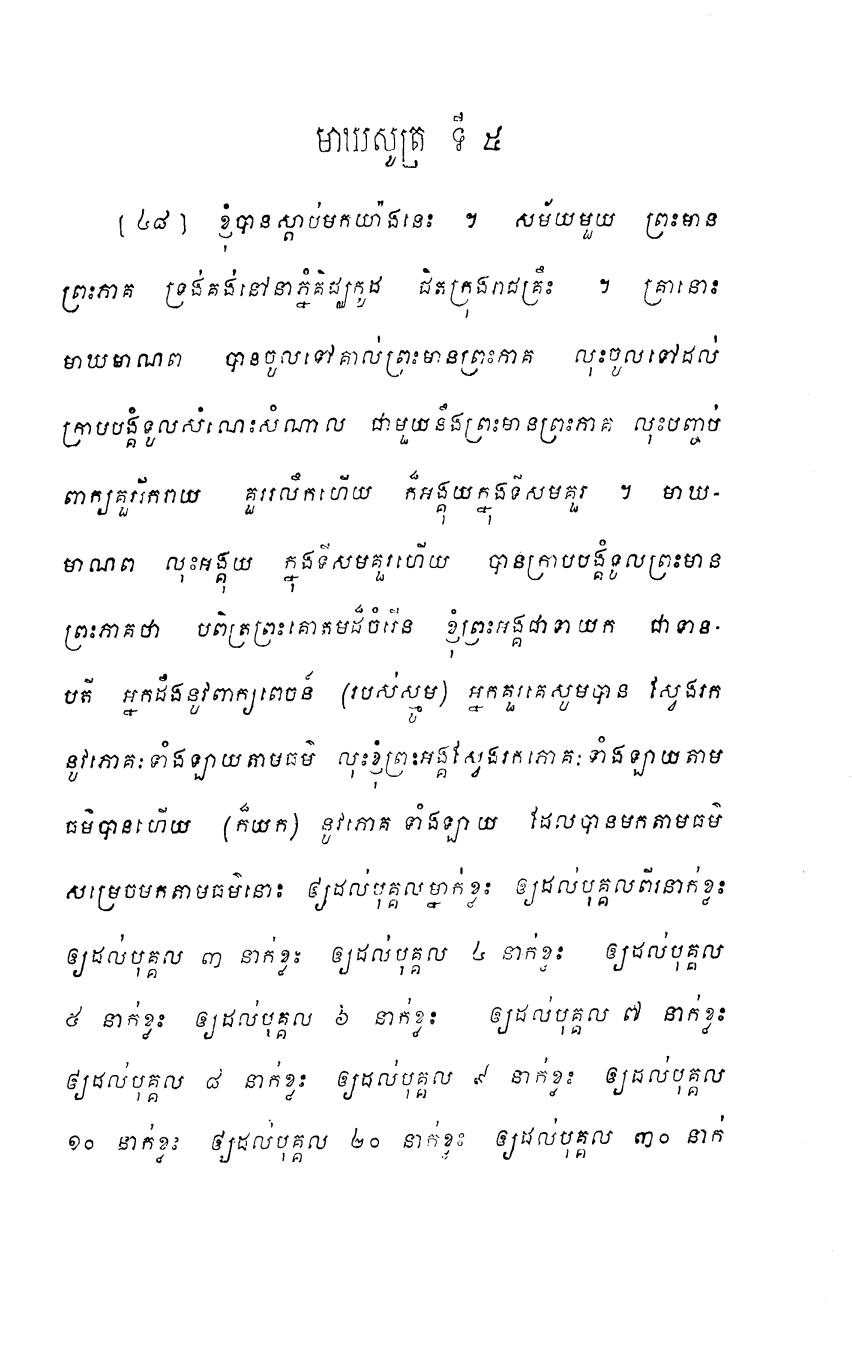 មាឃសូត្រ ទី ៥
[៤៨] ខ្ញុំបានស្តាប់មកយ៉ាងនេះ ។ សម័យមួយ ព្រះមាន
ព្រះភាគ ទ្រង់គង់នៅនាភ្នំគិជ្ឈកូដ ជិតក្រុងរាជគ្រឹះ ។ គ្រានោះ
មាឃមាណព បានចូលទៅគាល់ព្រះមានព្រះភាគ លុះចូលទៅដល់
ក្រាបបង្គំទូលសំណេះសំណាល ជាមួយនឹងព្រះមានព្រះភាគ លុះបញ្ចប់
ពាក្យគួររីករាយ គួររលឹកហើយ ក៏អង្គុយក្នុងទីសមគួរ ។ មាឃ-
មាណព លុះអង្គុយ ក្នុងទីសមគួរហើយ បានក្រាបបង្គំទូលព្រះមាន
ព្រះភាគថា បពិត្រព្រះគោតមដ៏ចំរើន ខ្ញុំព្រះអង្គជាទាយក ជាទាន-
បតី អ្នកដឹងនូវពាក្យពេចន៍ (របស់ស្មូម) អ្នកគួរគេសូមបាន ស្វែងរក
នូវភោគៈទាំងឡាយតាមធម៌ លុះខ្ញុំព្រះអង្គស្វែងរកភោគៈទាំងឡាយតាម
ធម៌បានហើយ (ក៏យក) នូវភោគ ទាំងឡាយ ដែលបានមកតាមធម៌
សម្រេចមកតាមធម៌នោះ ឲ្យដល់បុគ្គលម្នាក់ខ្លះ ឲ្យដល់បុគ្គលពីរនាក់ខ្លះ
ឲ្យដល់បុគ្គល ៣ នាក់ខ្លះ ឲ្យដល់បុគ្គល ៤ នាក់ខ្លះ ឲ្យដល់បុគ្គល
៥ នាក់ខ្លះ ឲ្យដល់បុគ្គល ៦ នាក់ខ្លះ ឲ្យដល់បុគ្គល ៧ នាក់ខ្លះ
ឲ្យដល់បុគ្គល ៨ នាក់ខ្លះ ឲ្យដល់បុគ្គល ៩ នាក់ខ្លះ ឲ្យដល់បុគ្គល
១០ នាក់ខ្លះ ឲ្យដល់បុគ្គល ២០ នាក់ខ្លះ ឲ្យដល់បុគ្គល ៣០ នាក់